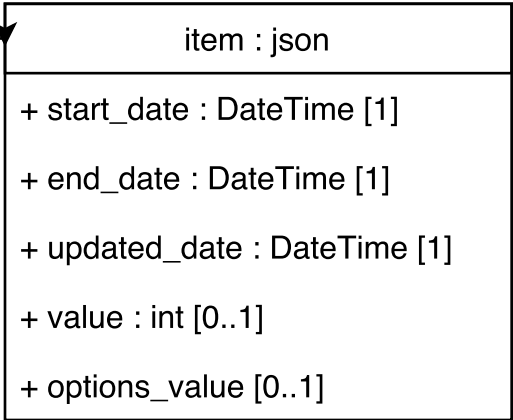 item : json
+ start_date : DateTime [1]
+ end_date : DateTime [1]
+ updated_date : DateTime [1]
+ value : int [0..1]
+ options_value [0..1]